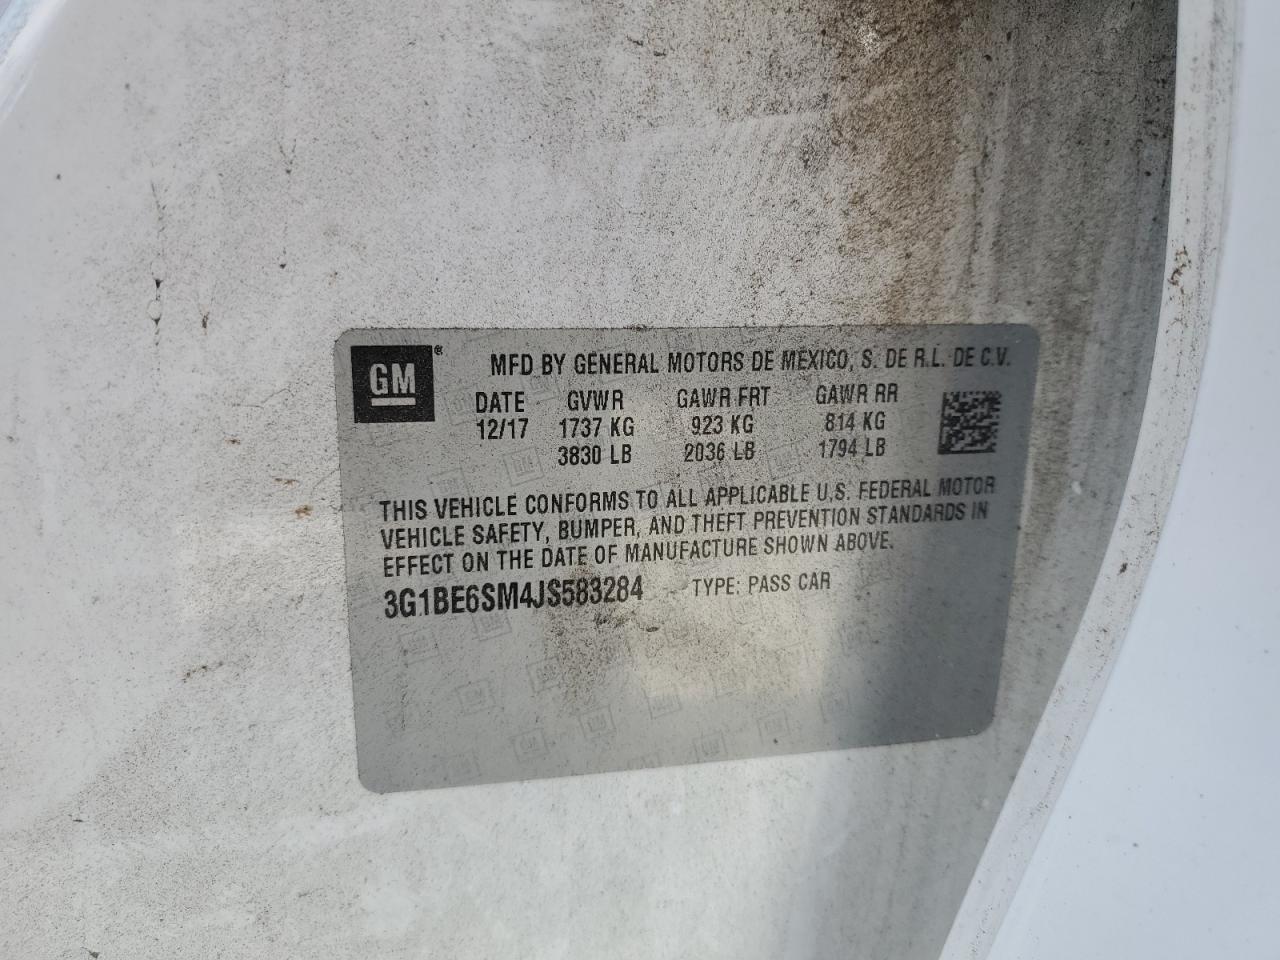 GM®
MFD BY GENERAL MOTORS DE MEXICO, S. DE R.L. DE C.V.
DATE GVWR GAWR FRT GAWR RR
12/17 1737 KG 923 KG 814 KG
3830 LB 2036 LB 1794 LB
THIS VEHICLE CONFORMS TO ALL APPLICABLE U.S. FEDERAL MOTOR
VEHICLE SAFETY, BUMPER, AND THEFT PREVENTION STANDARDS IN
EFFECT ON THE DATE OF MANUFACTURE SHOWN ABOVE.
3G1BE6SM4JS583284 TYPE: PASS CAR